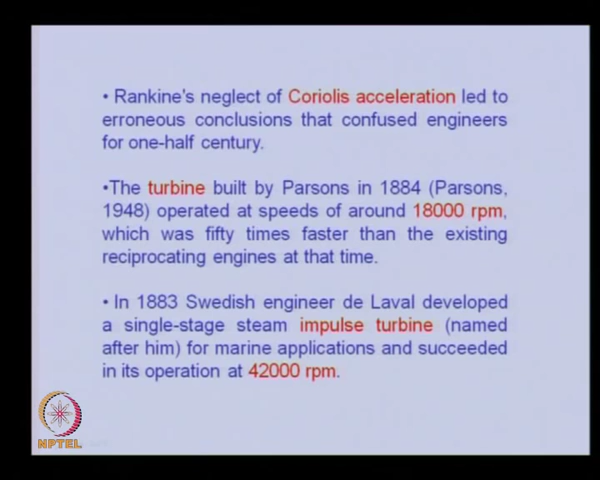 • Rankine's neglect of Coriolis acceleration led to
erroneous conclusions that confused engineers
for one-half century.
•The turbine built by Parsons in 1884 (Parsons,
1948) operated at speeds of around 18000 rpm,
which was fifty times faster than the existing
reciprocating engines at that time.
• In 1883 Swedish engineer de Laval developed
a single-stage steam impulse turbine (named
after him) for marine applications and succeeded
in its operation at 42000 rpm.
NPTEL